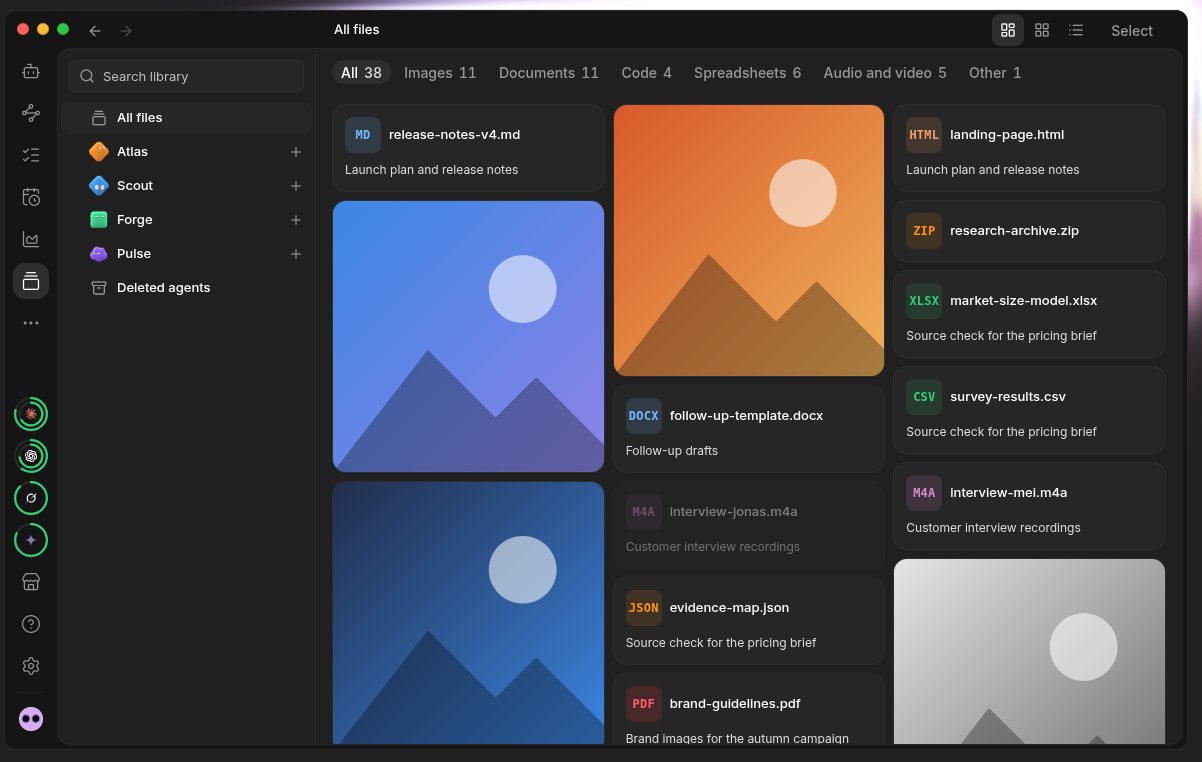 All files
Select
Search library
All files
Atlas
Scout
Forge
Pulse
Deleted agents
All 38
Images 11
Documents 11
Code 4
Spreadsheets 6
Audio and video 5
Other 1
MD release-notes-v4.md
Launch plan and release notes
DOCX follow-up-template.docx
Follow-up drafts
M4A interview-jonas.m4a
Customer interview recordings
JSON evidence-map.json
Source check for the pricing brief
PDF brand-guidelines.pdf
Brand images for the autumn campaign
HTML landing-page.html
Launch plan and release notes
ZIP research-archive.zip
XLSX market-size-model.xlsx
Source check for the pricing brief
CSV survey-results.csv
Source check for the pricing brief
M4A interview-mei.m4a
Customer interview recordings